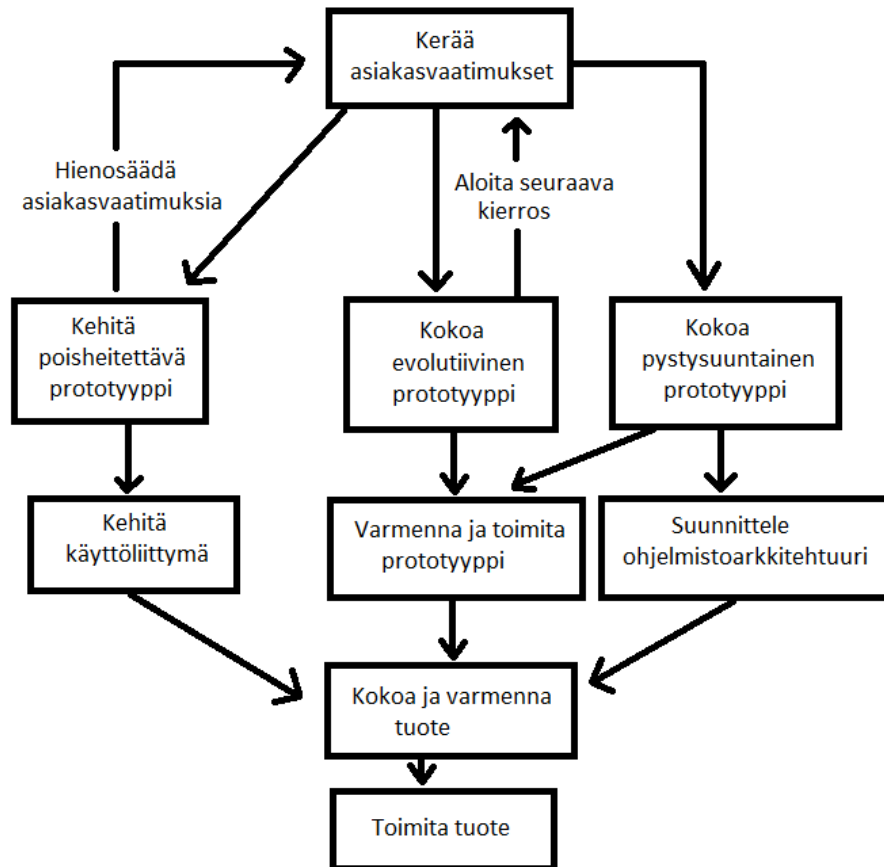 Kerää
asiakasvaatimukset
Hienosäädä
asiakasvaatimuksia
Aloita seuraava
kierros
Kehitä
poisheitettävä
prototyyppi
Kokoa
evolutiivinen
prototyyppi
Kokoa
pystysuuntainen
prototyyppi
Kehitä
käyttöliittymä
Varmenna ja toimita
prototyyppi
Suunnittele
ohjelmistoarkkitehtuuri
Kokoa ja varmenna
tuote
Toimita tuote